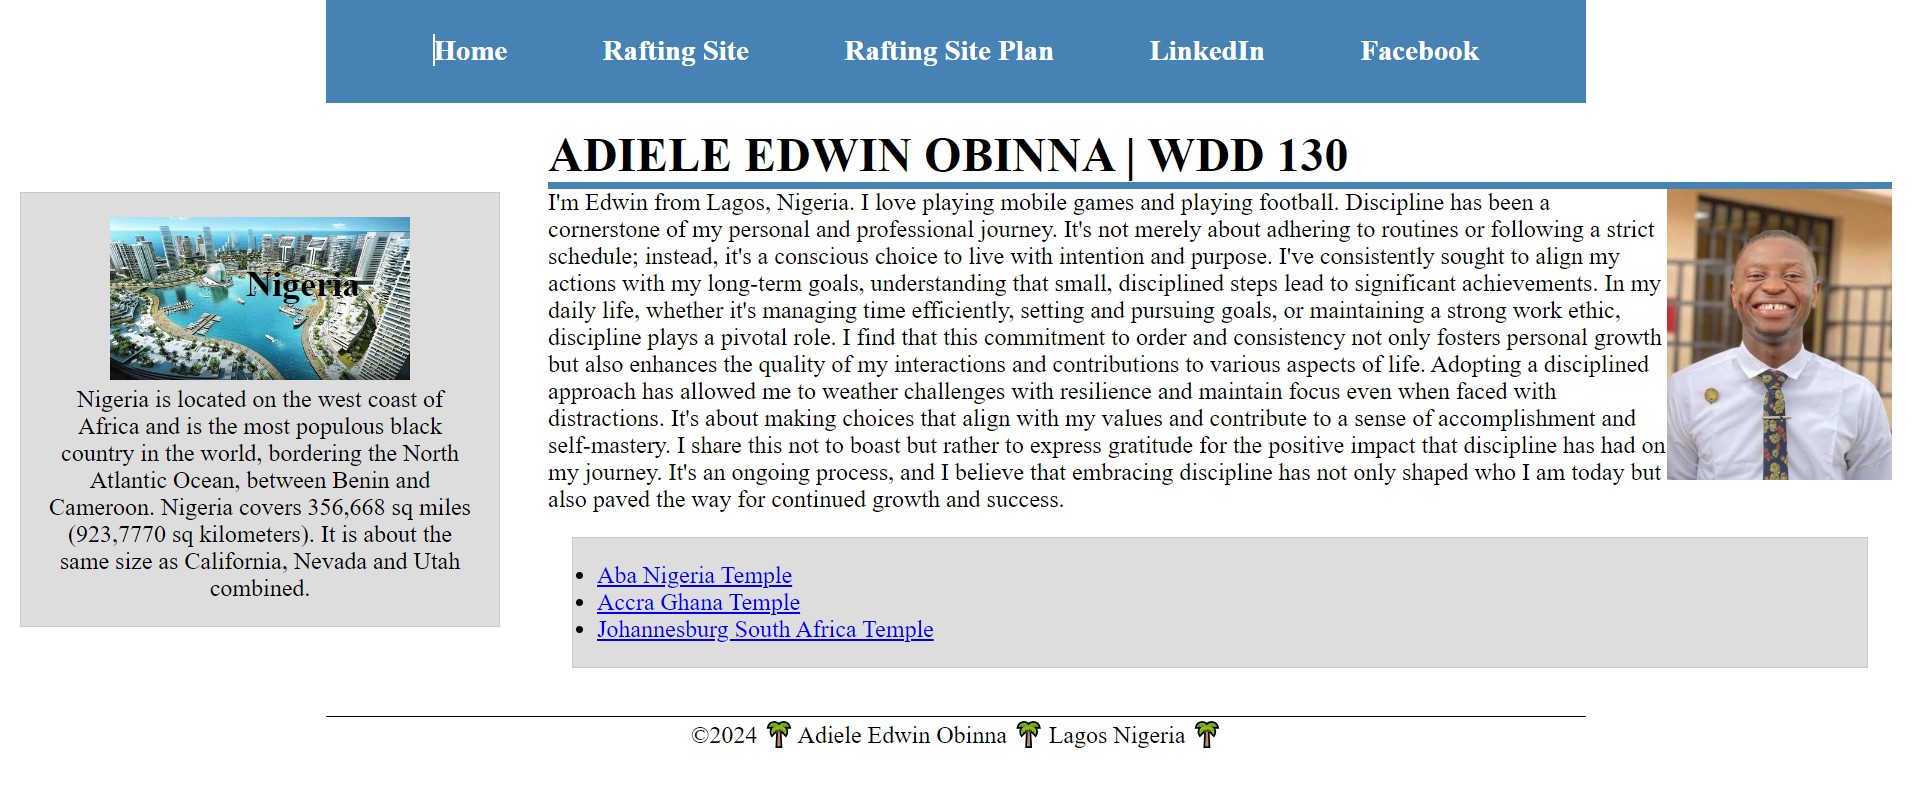 Home Rafting Site Rafting Site Plan LinkedIn Facebook
ADIELE EDWIN OBINNA | WDD 130
Nigeria
Nigeria is located on the west coast of
Africa and is the most populous black
country in the world, bordering the North
Atlantic Ocean, between Benin and
Cameroon. Nigeria covers 356,668 sq miles
(923,7770 sq kilometers). It is about the
same size as California, Nevada and Utah
combined.
I'm Edwin from Lagos, Nigeria. I love playing mobile games and playing football. Discipline has been a
cornerstone of my personal and professional journey. It's not merely about adhering to routines or following a strict
schedule; instead, it's a conscious choice to live with intention and purpose. I've consistently sought to align my
actions with my long-term goals, understanding that small, disciplined steps lead to significant achievements. In my
daily life, whether it's managing time efficiently, setting and pursuing goals, or maintaining a strong work ethic,
discipline plays a pivotal role. I find that this commitment to order and consistency not only fosters personal growth
but also enhances the quality of my interactions and contributions to various aspects of life. Adopting a disciplined
approach has allowed me to weather challenges with resilience and maintain focus even when faced with
distractions. It's about making choices that align with my values and contribute to a sense of accomplishment and
self-mastery. I share this not to boast but rather to express gratitude for the positive impact that discipline has had on
my journey. It's an ongoing process, and I believe that embracing discipline has not only shaped who I am today but
also paved the way for continued growth and success.
• Aba Nigeria Temple
• Accra Ghana Temple
• Johannesburg South Africa Temple
©2024 🌴 Adiele Edwin Obinna 🌴 Lagos Nigeria 🌴